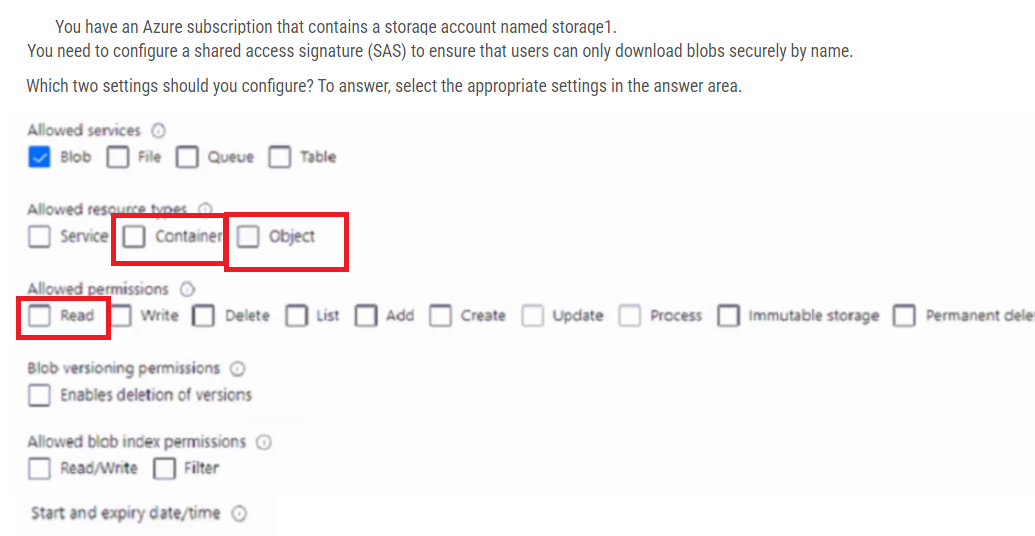 You have an Azure subscription that contains a storage account named storage1.
You need to configure a shared access signature (SAS) to ensure that users can only download blobs securely by name.
Which two settings should you configure? To answer, select the appropriate settings in the answer area.
Allowed services
Blob File Queue Table
Allowed resource types
Service Container Object
Allowed permissions
Read Write Delete List Add Create Update Process Immutable storage Permanent dele
Blob versioning permissions
Enables deletion of versions
Allowed blob index permissions
Read/Write Filter
Start and expiry date/time